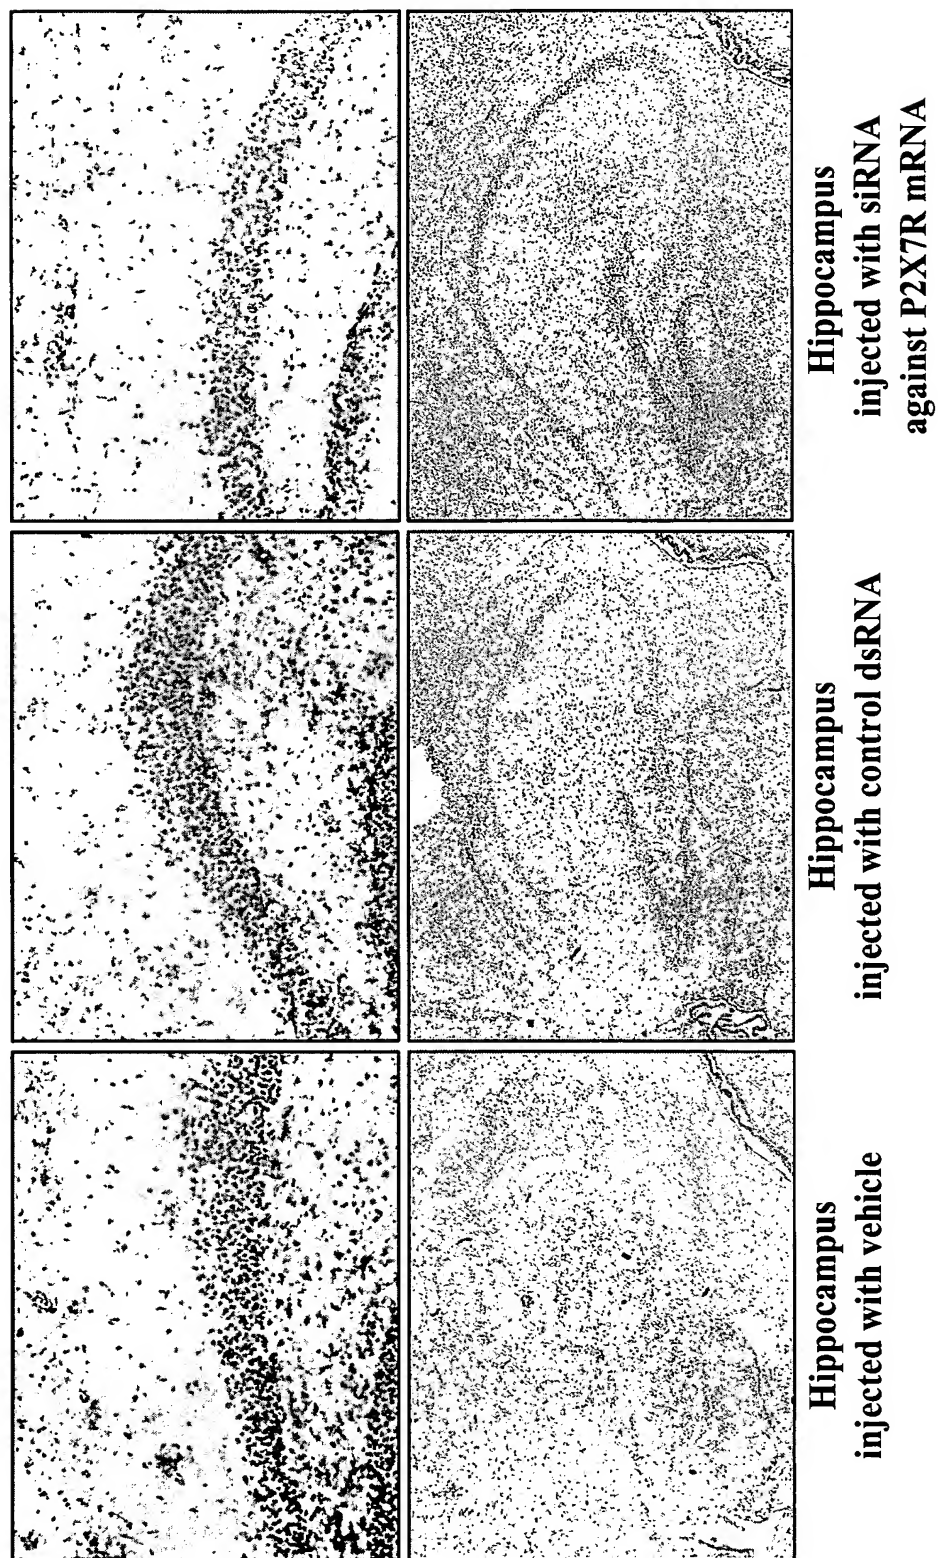 Hippocampus
injected with vehicle
Hippocampus
injected with control dsRNA
Hippocampus
injected with siRNA
against P2X7R mRNA